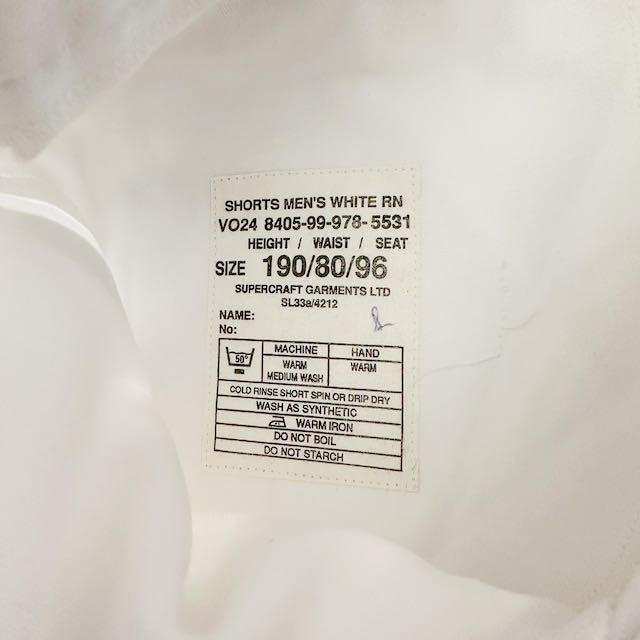 SHORTS MEN'S WHITE RN
VO24 8405-99-978-5531
HEIGHT / WAIST / SEAT
SIZE 190/80/96
SUPERCRAFT GARMENTS LTD
SL33a/4212
NAME:
No:
50°
MACHINE HAND
WARM MEDIUM WASH WARM
COLD RINSE SHORT SPIN OR DRIP DRY
WASH AS SYNTHETIC
WARM IRON
DO NOT BOIL
DO NOT STARCH